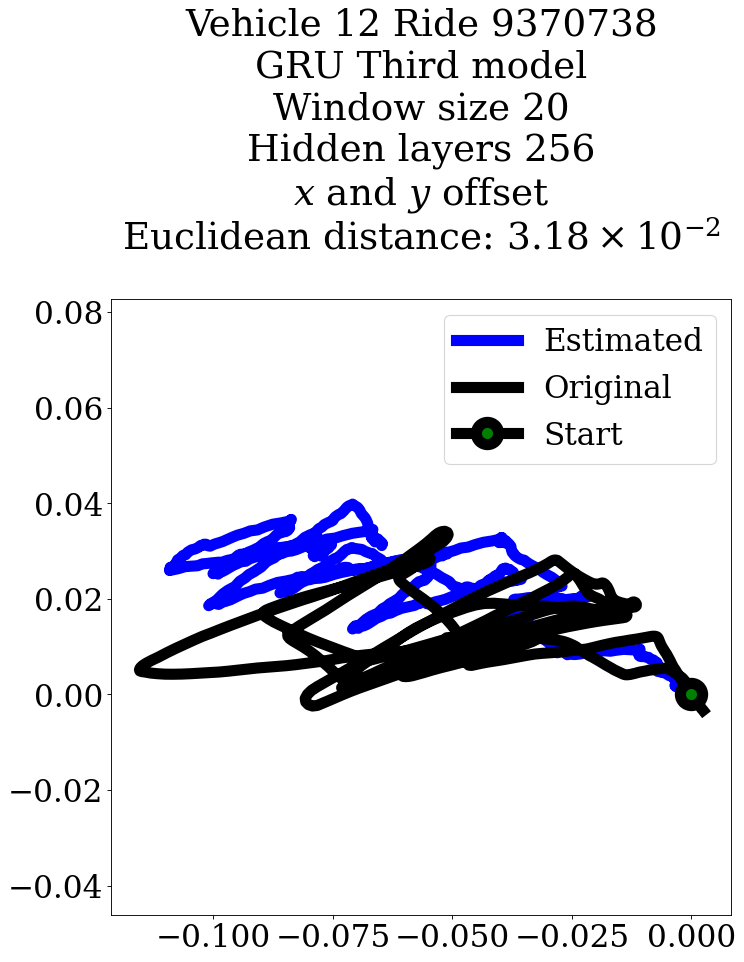 Vehicle 12 Ride 9370738
GRU Third model
Window size 20
Hidden layers 256
x and y offset
Euclidean distance: 3.18 × 10⁻²
Estimated
Original
Start
0.08
0.06
0.04
0.02
0.00
−0.02
−0.04
−0.100 −0.075 −0.050 −0.025 0.000